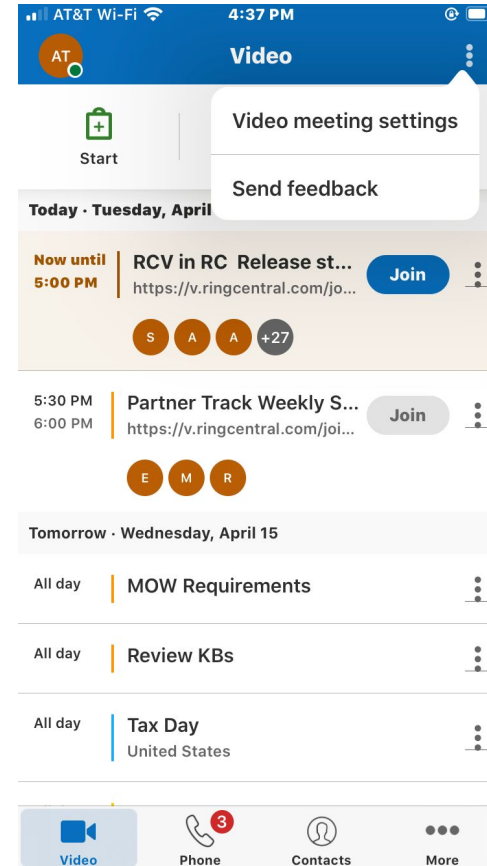 AT&T Wi-Fi 4:37 PM
AT Video
Video meeting settings
Send feedback
Start
Today · Tuesday, April
Now until
5:00 PM
RCV in RC Release st...
https://v.ringcentral.com/jo...
Join
S A A +27
5:30 PM
6:00 PM
Partner Track Weekly S...
https://v.ringcentral.com/joi...
Join
E M R
Tomorrow · Wednesday, April 15
All day MOW Requirements
All day Review KBs
All day Tax Day
United States
3
Video Phone Contacts More